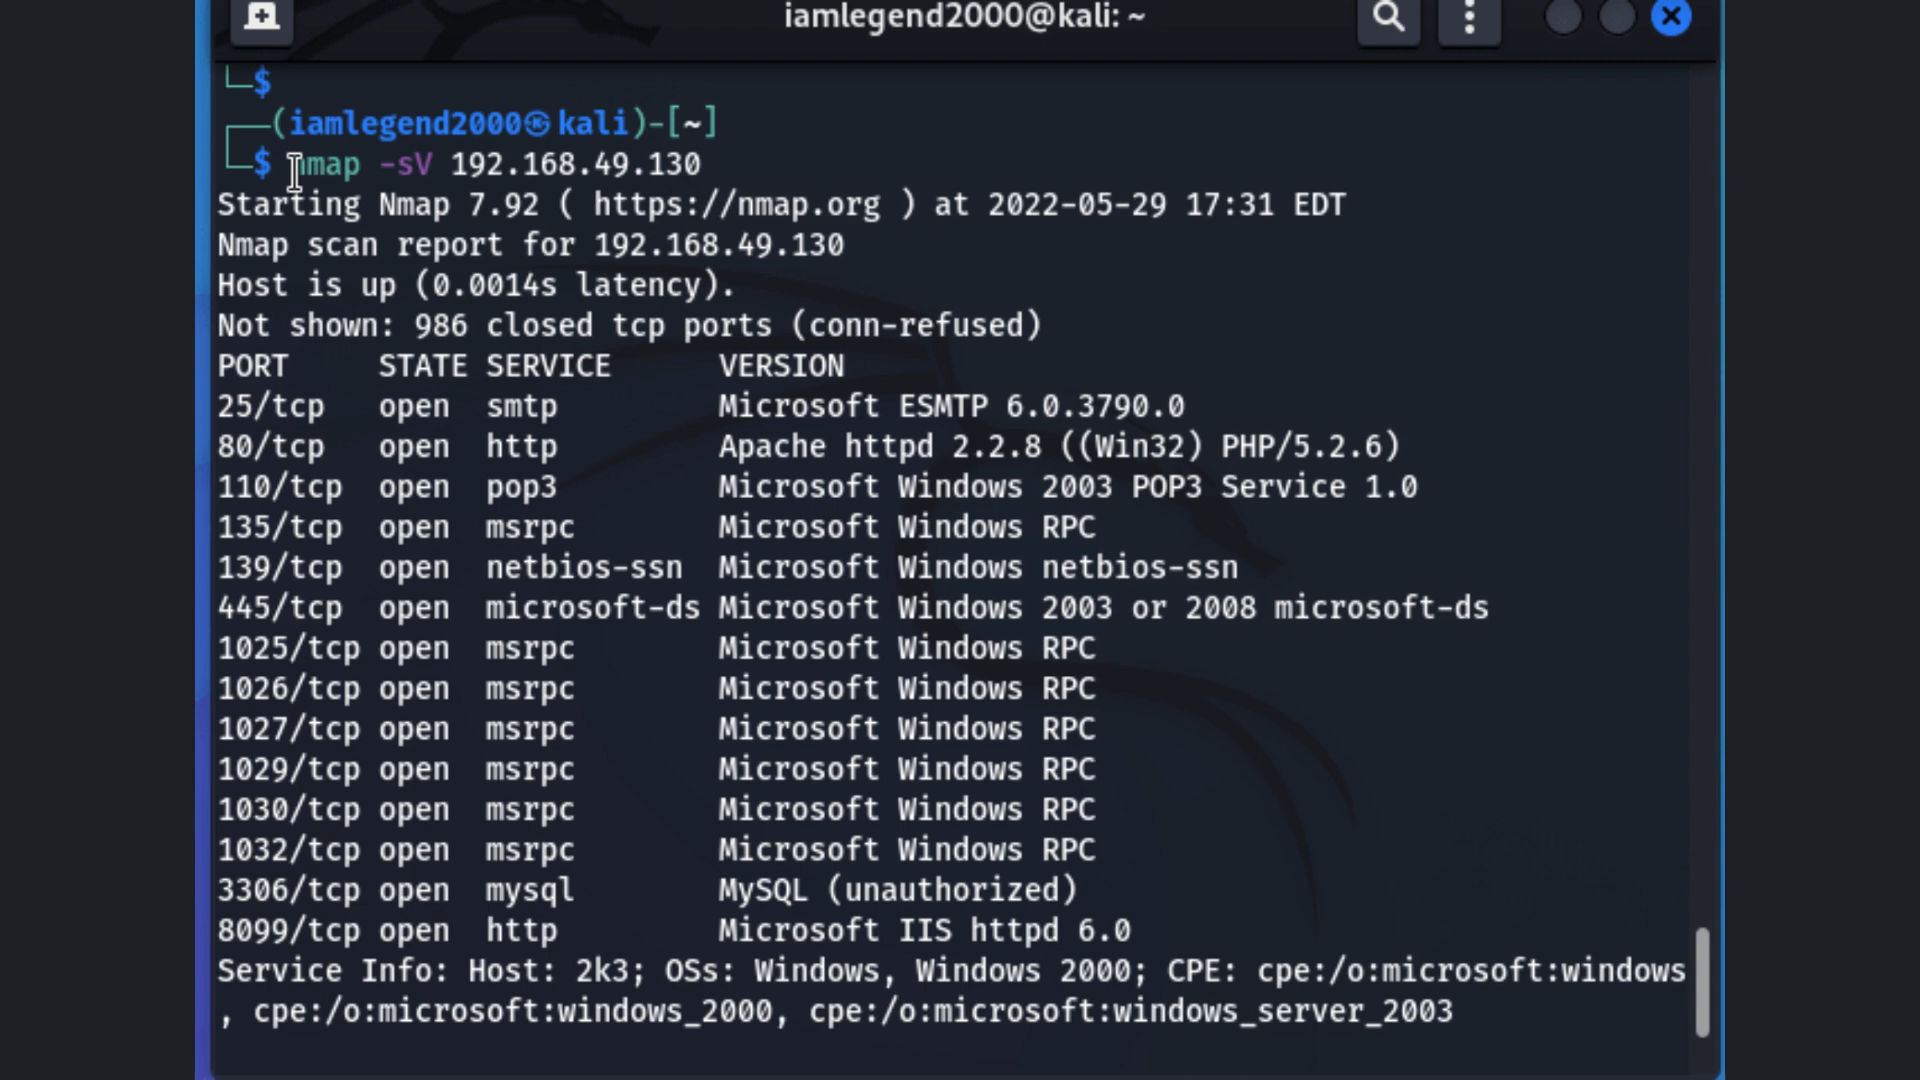 iamlegend2000@kali: ~
└─$
┌──(iamlegend2000㉿kali)-[~]
└─$ nmap -sV 192.168.49.130
Starting Nmap 7.92 ( https://nmap.org ) at 2022-05-29 17:31 EDT
Nmap scan report for 192.168.49.130
Host is up (0.0014s latency).
Not shown: 986 closed tcp ports (conn-refused)
PORT     STATE SERVICE      VERSION
25/tcp   open  smtp         Microsoft ESMTP 6.0.3790.0
80/tcp   open  http         Apache httpd 2.2.8 ((Win32) PHP/5.2.6)
110/tcp  open  pop3         Microsoft Windows 2003 POP3 Service 1.0
135/tcp  open  msrpc        Microsoft Windows RPC
139/tcp  open  netbios-ssn  Microsoft Windows netbios-ssn
445/tcp  open  microsoft-ds Microsoft Windows 2003 or 2008 microsoft-ds
1025/tcp open  msrpc        Microsoft Windows RPC
1026/tcp open  msrpc        Microsoft Windows RPC
1027/tcp open  msrpc        Microsoft Windows RPC
1029/tcp open  msrpc        Microsoft Windows RPC
1030/tcp open  msrpc        Microsoft Windows RPC
1032/tcp open  msrpc        Microsoft Windows RPC
3306/tcp open  mysql        MySQL (unauthorized)
8099/tcp open  http         Microsoft IIS httpd 6.0
Service Info: Host: 2k3; OSs: Windows, Windows 2000; CPE: cpe:/o:microsoft:windows
, cpe:/o:microsoft:windows_2000, cpe:/o:microsoft:windows_server_2003